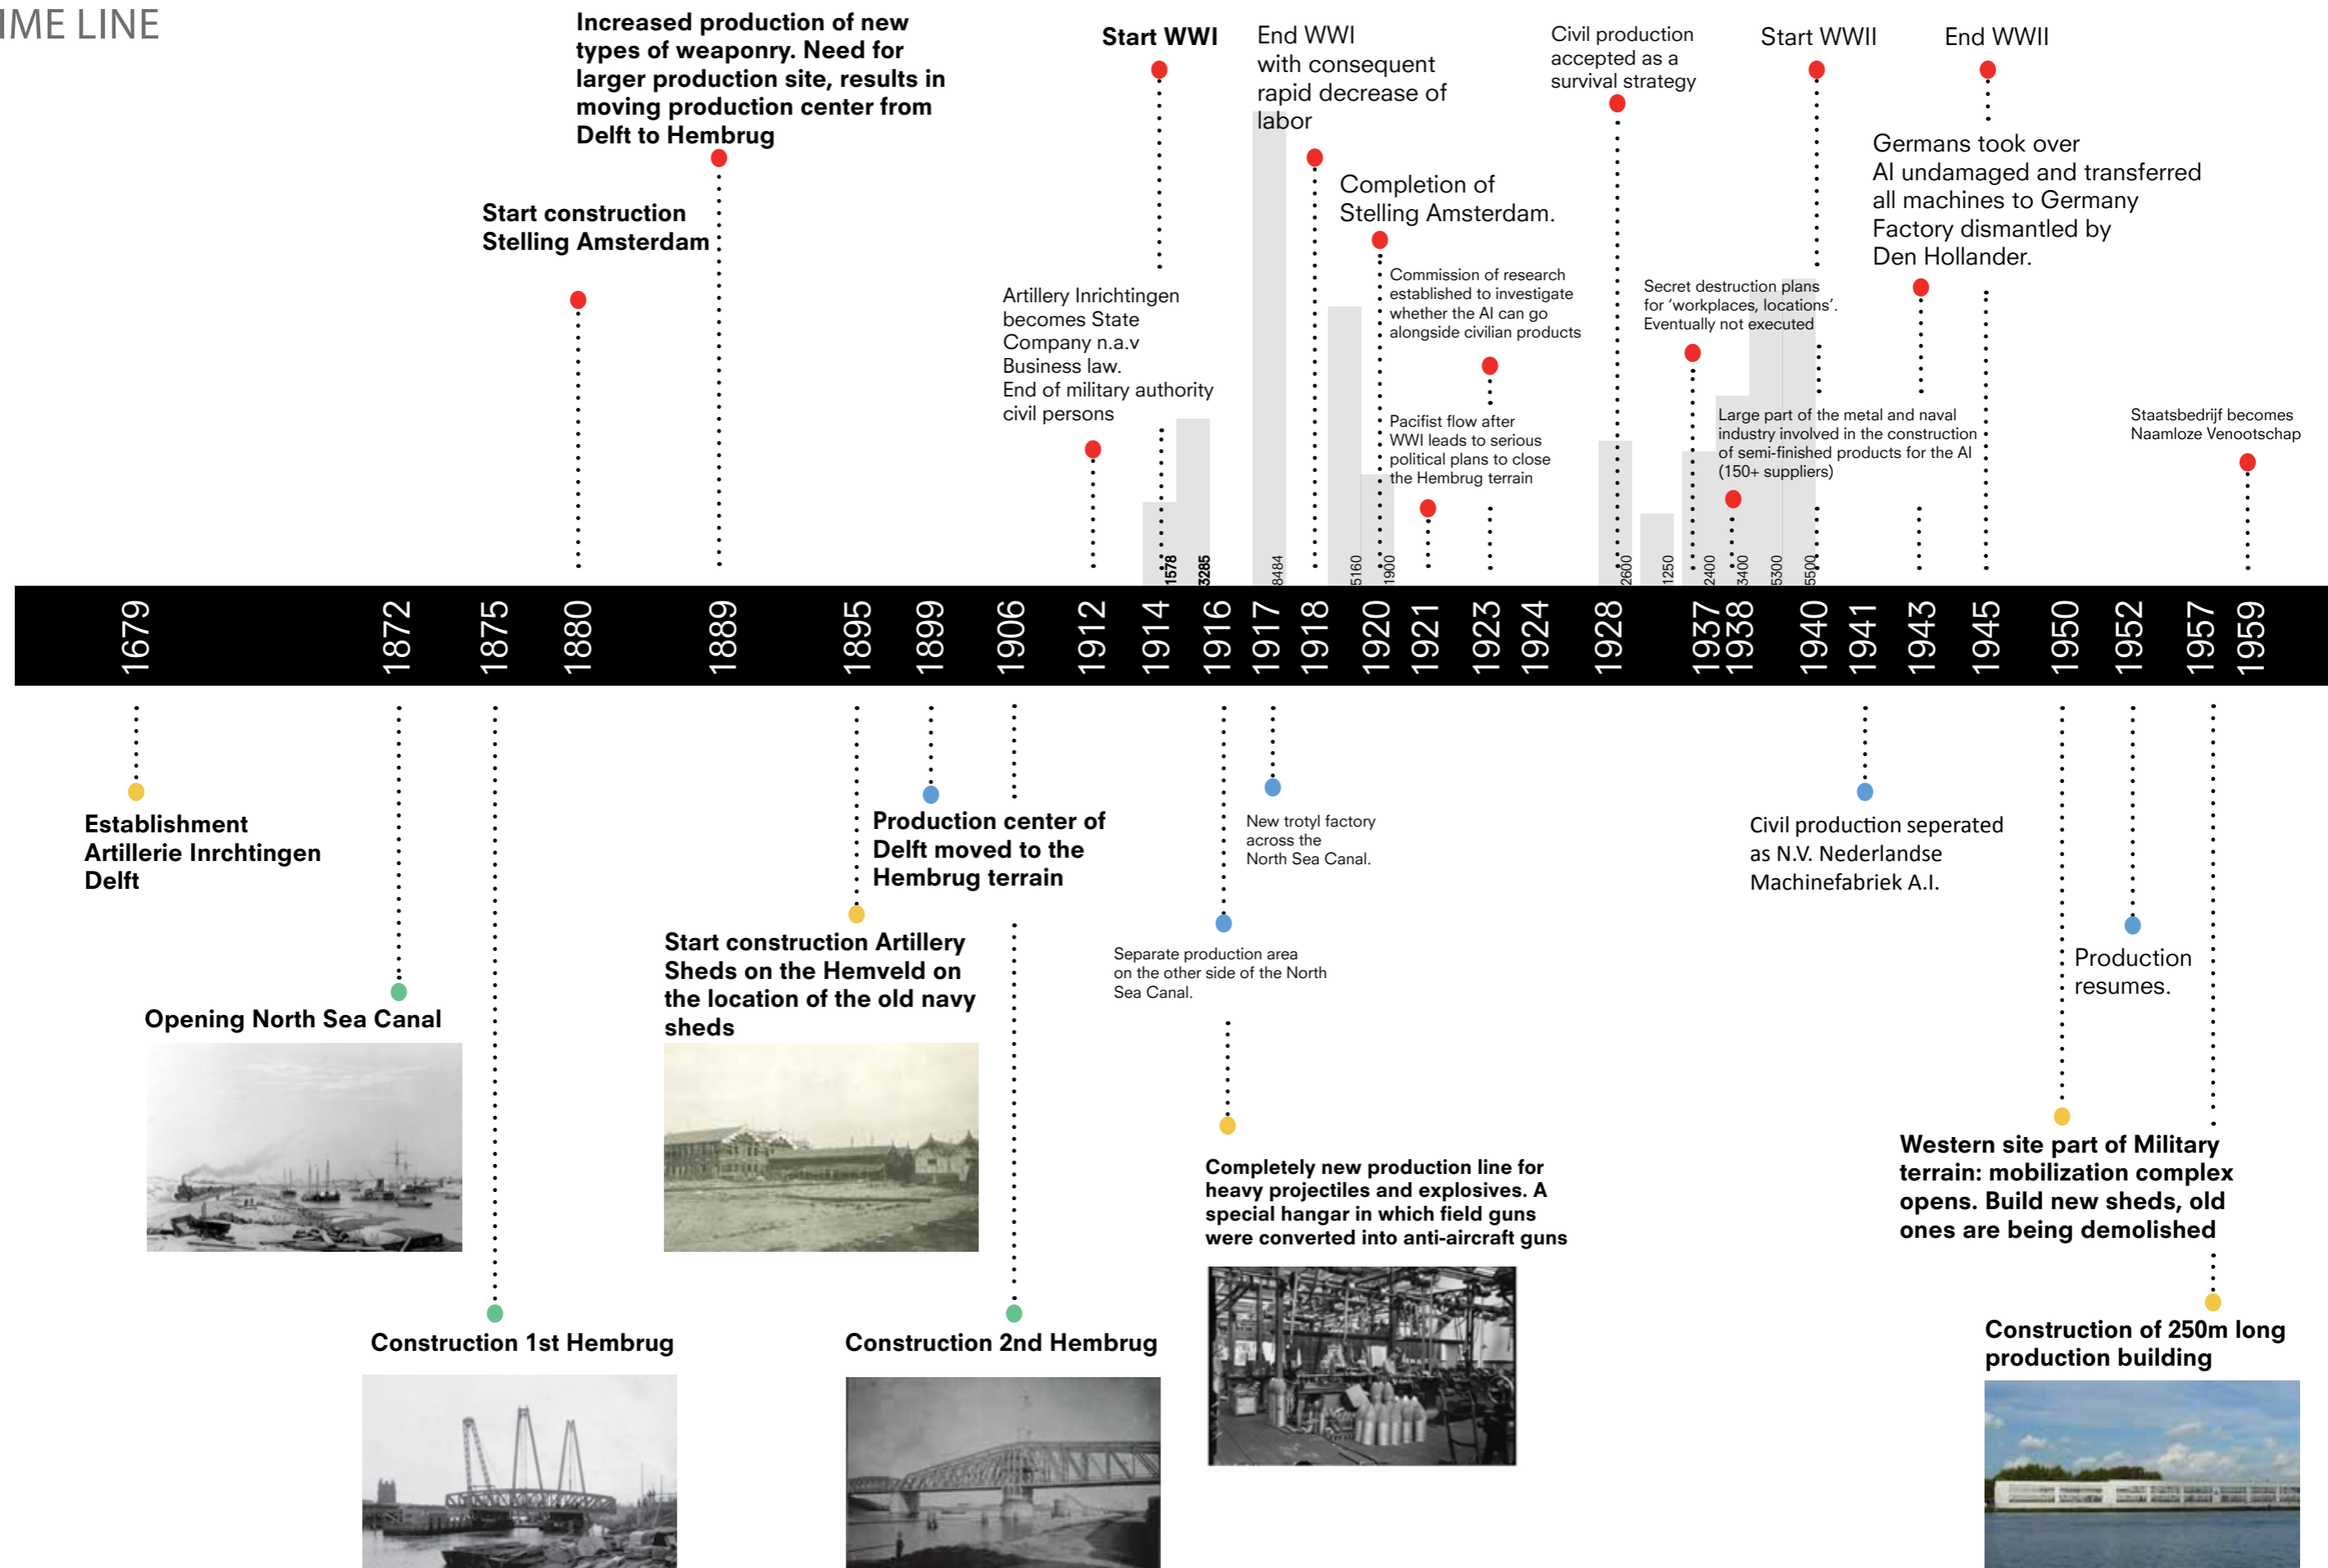 IME LINE
Increased production of new
types of weaponry. Need for
larger production site, results in
moving production center from
Delft to Hembrug
Start construction
Stelling Amsterdam
Start WWI
End WWI
with consequent
rapid decrease of
labor
Completion of
Stelling Amsterdam.
Artillery Inrichtingen
becomes State
Company n.a.v
Business law.
End of military authority
civil persons
Commission of research
established to investigate
whether the AI can go
alongside civilian products
Pacifist flow after
WWI leads to serious
political plans to close
the Hembrug terrain
Civil production
accepted as a
survival strategy
Start WWII
End WWII
Secret destruction plans
for ‘workplaces, locations’.
Eventually not executed
Germans took over
AI undamaged and transferred
all machines to Germany
Factory dismantled by
Den Hollander.
Large part of the metal and naval
industry involved in the construction
of semi-finished products for the AI
(150+ suppliers)
Staatsbedrijf becomes
Naamloze Venootschap
1578
3285
8484
5160
1900
2600
1250
2400
3400
5300
5500
1679
1872
1875
1880
1889
1895
1899
1906
1912
1914
1916
1917
1918
1920
1921
1923
1924
1928
1937
1938
1940
1941
1943
1945
1950
1952
1957
1959
Establishment
Artillerie Inrchtingen
Delft
Opening North Sea Canal
Construction 1st Hembrug
Start construction Artillery
Sheds on the Hemveld on
the location of the old navy
sheds
Production center of
Delft moved to the
Hembrug terrain
Construction 2nd Hembrug
Separate production area
on the other side of the North
Sea Canal.
New trotyl factory
across the
North Sea Canal.
Completely new production line for
heavy projectiles and explosives. A
special hangar in which field guns
were converted into anti-aircraft guns
Civil production seperated
as N.V. Nederlandse
Machinefabriek A.I.
Production
resumes.
Western site part of Military
terrain: mobilization complex
opens. Build new sheds, old
ones are being demolished
Construction of 250m long
production building